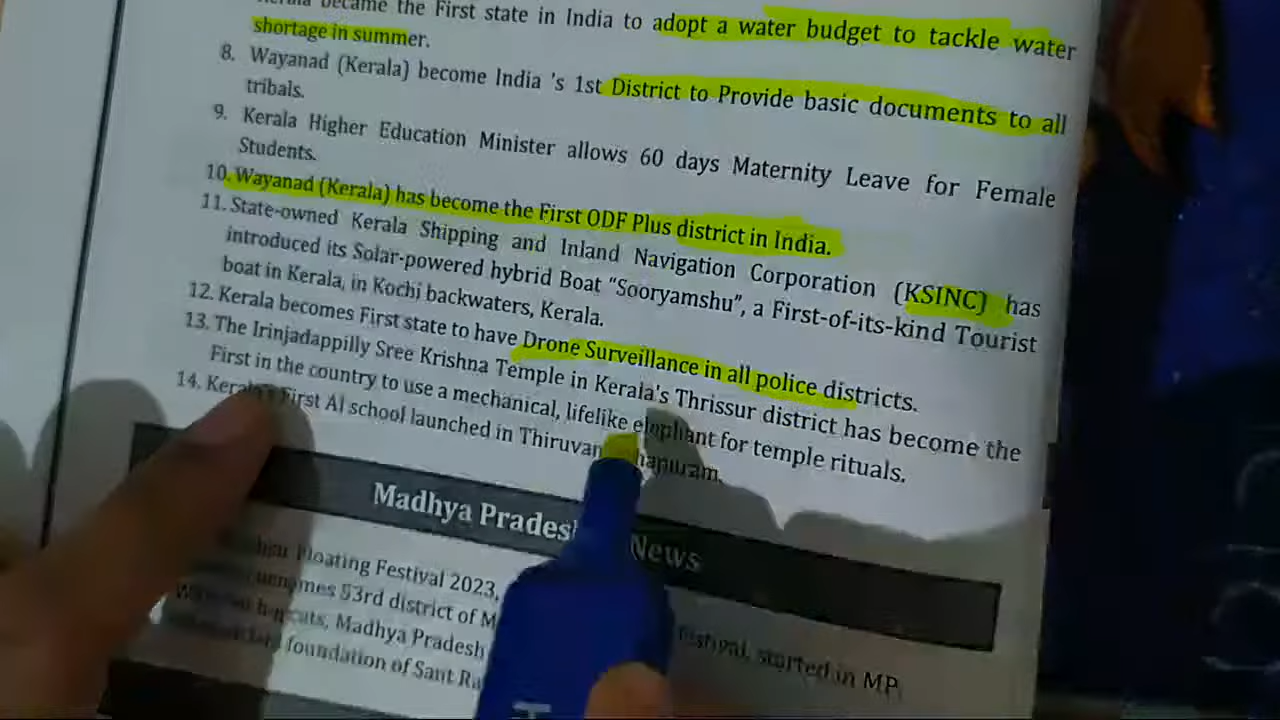 became the First state in India to adopt a water budget to tackle water
shortage in summer.
8. Wayanad (Kerala) become India 's 1st District to Provide basic documents to all
tribals.
9. Kerala Higher Education Minister allows 60 days Maternity Leave for Female
Students.
10. Wayanad (Kerala) has become the First ODF Plus district in India.
11. State-owned Kerala Shipping and Inland Navigation Corporation (KSINC) has
introduced its Solar-powered hybrid Boat “Sooryamshu”, a First-of-its-kind Tourist
boat in Kerala, in Kochi backwaters, Kerala.
12. Kerala becomes First state to have Drone Surveillance in all police districts.
13. The Irinjadappilly Sree Krishna Temple in Kerala's Thrissur district has become the
First in the country to use a mechanical, lifelike elephant for temple rituals.
14. Kerala's First AI school launched in
Madhya News
Floating Festival 2023, festival, started in MP.
53rd district of
Madhya Pradesh
foundation of Sant